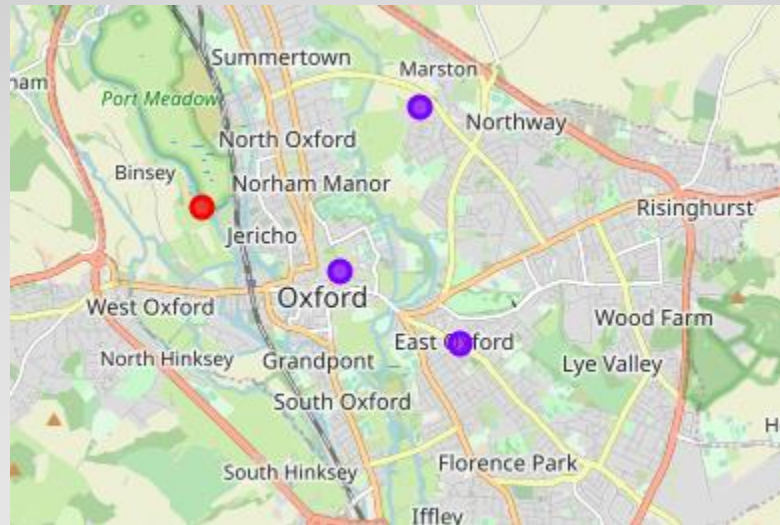 Summertown
Marston
Port Meadow
Northway
North Oxford
Binsey
Norham Manor
Risinghurst
Jericho
Oxford
West Oxford
Wood Farm
East Oxford
North Hinksey
Grandpont
Lye Valley
South Oxford
Florence Park
South Hinksey
Iffley